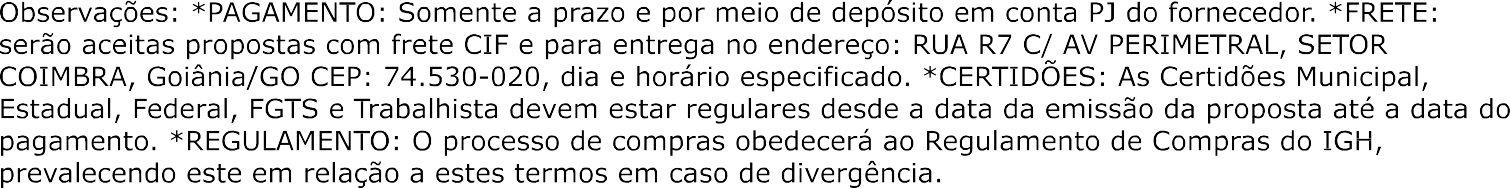 Observações: *PAGAMENTO: Somente a prazo e por meio de depósito em conta PJ do fornecedor. *FRETE:
serão aceitas propostas com frete CIF e para entrega no endereço: RUA R7 C/ AV PERIMETRAL, SETOR
COIMBRA, Goiânia/GO CEP: 74.530-020, dia e horário especificado. *CERTIDÕES: As Certidões Municipal,
Estadual, Federal, FGTS e Trabalhista devem estar regulares desde a data da emissão da proposta até a data do
pagamento. *REGULAMENTO: O processo de compras obedecerá ao Regulamento de Compras do IGH,
prevalecendo este em relação a estes termos em caso de divergência.